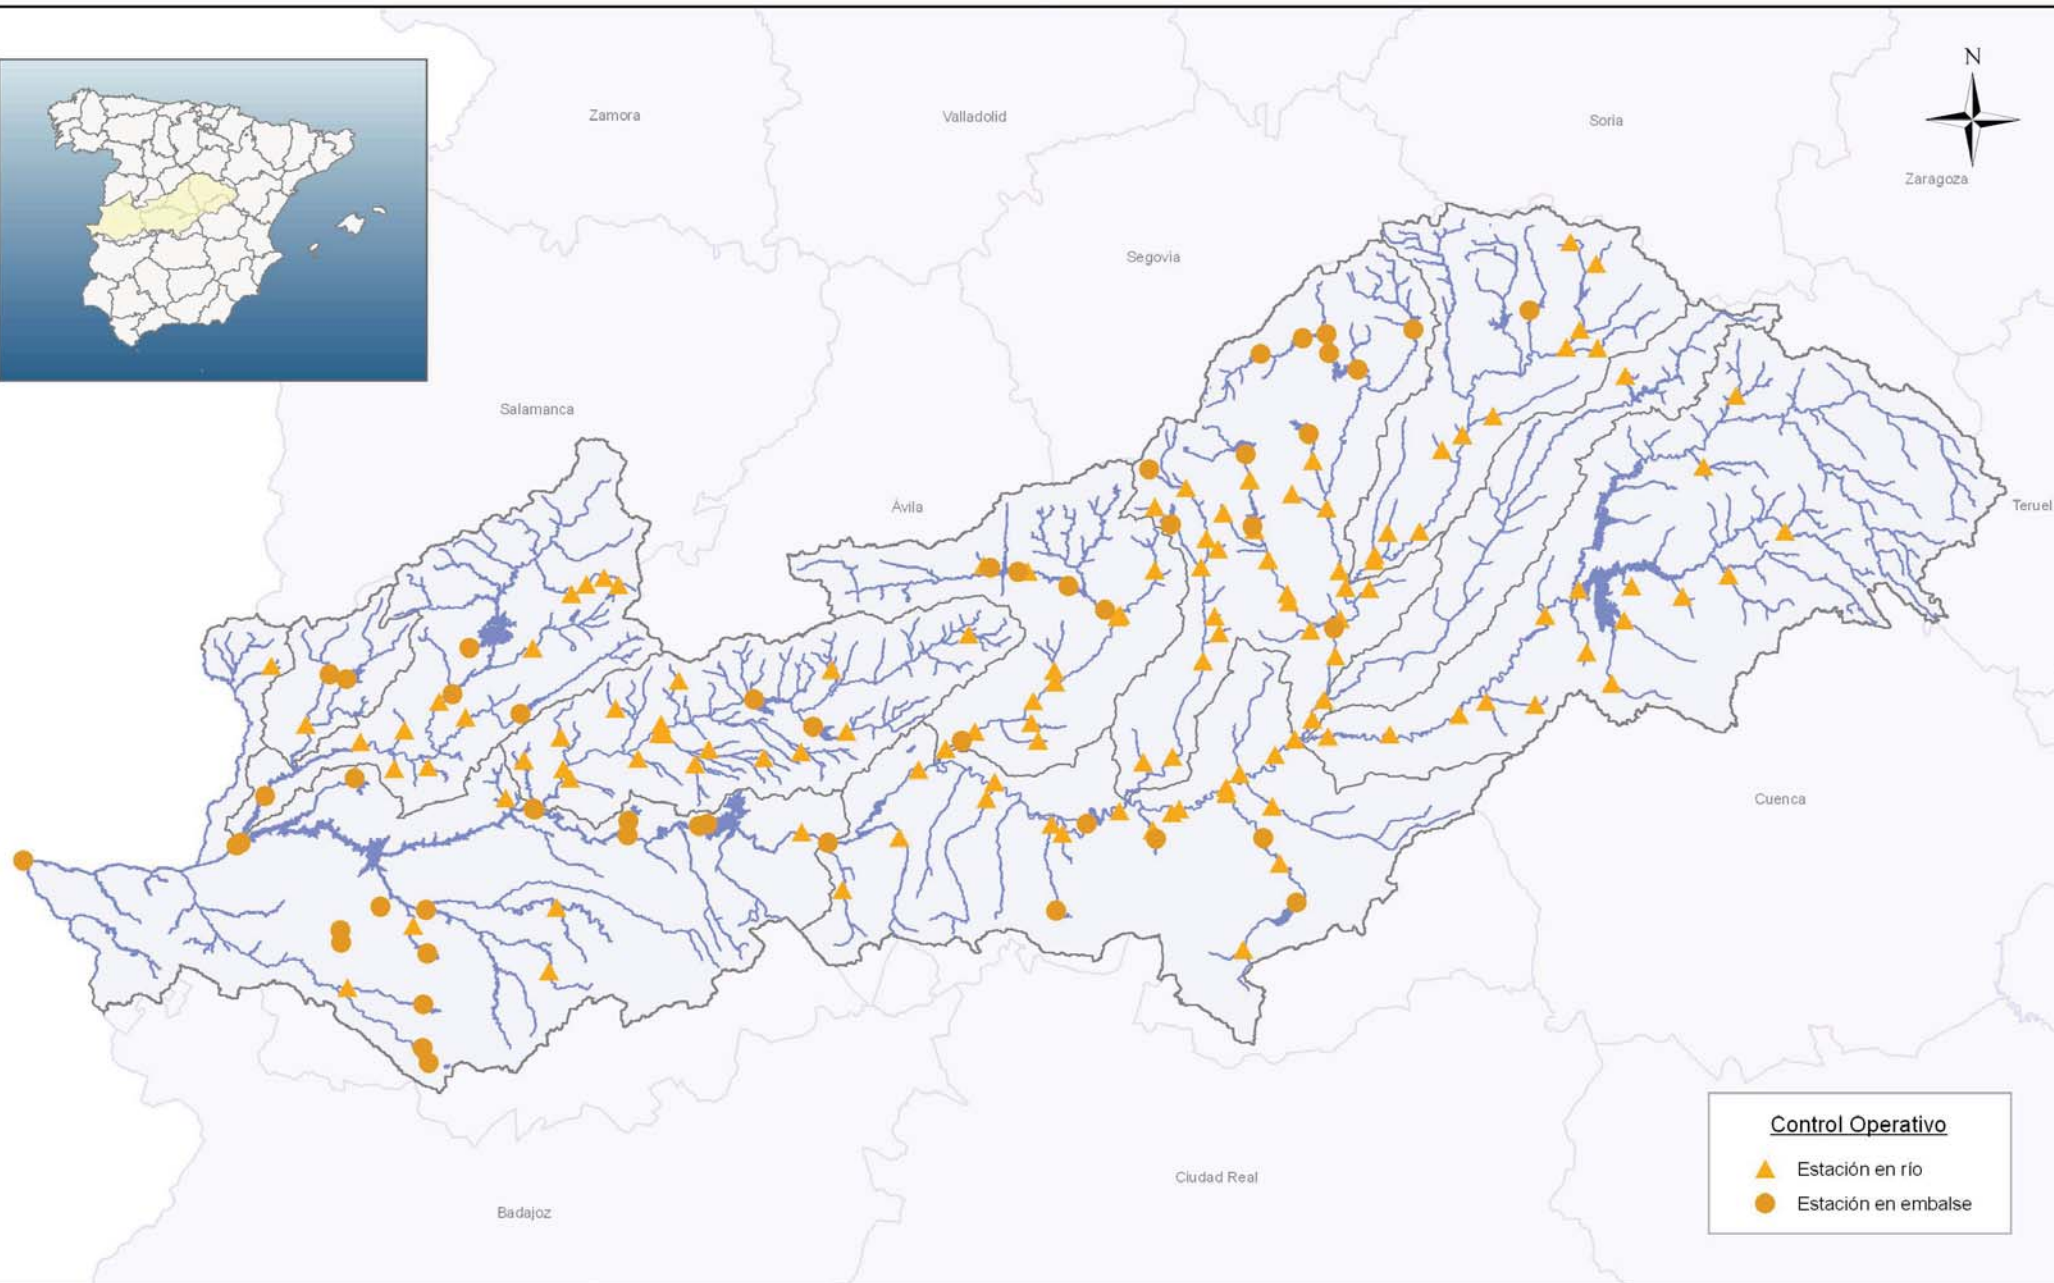 N
Zamora
Valladolid
Soria
Zaragoza
Segovia
Salamanca
Ávila
Teruel
Cuenca
Ciudad Real
Badajoz
Control Operativo
Estación en río
Estación en embalse